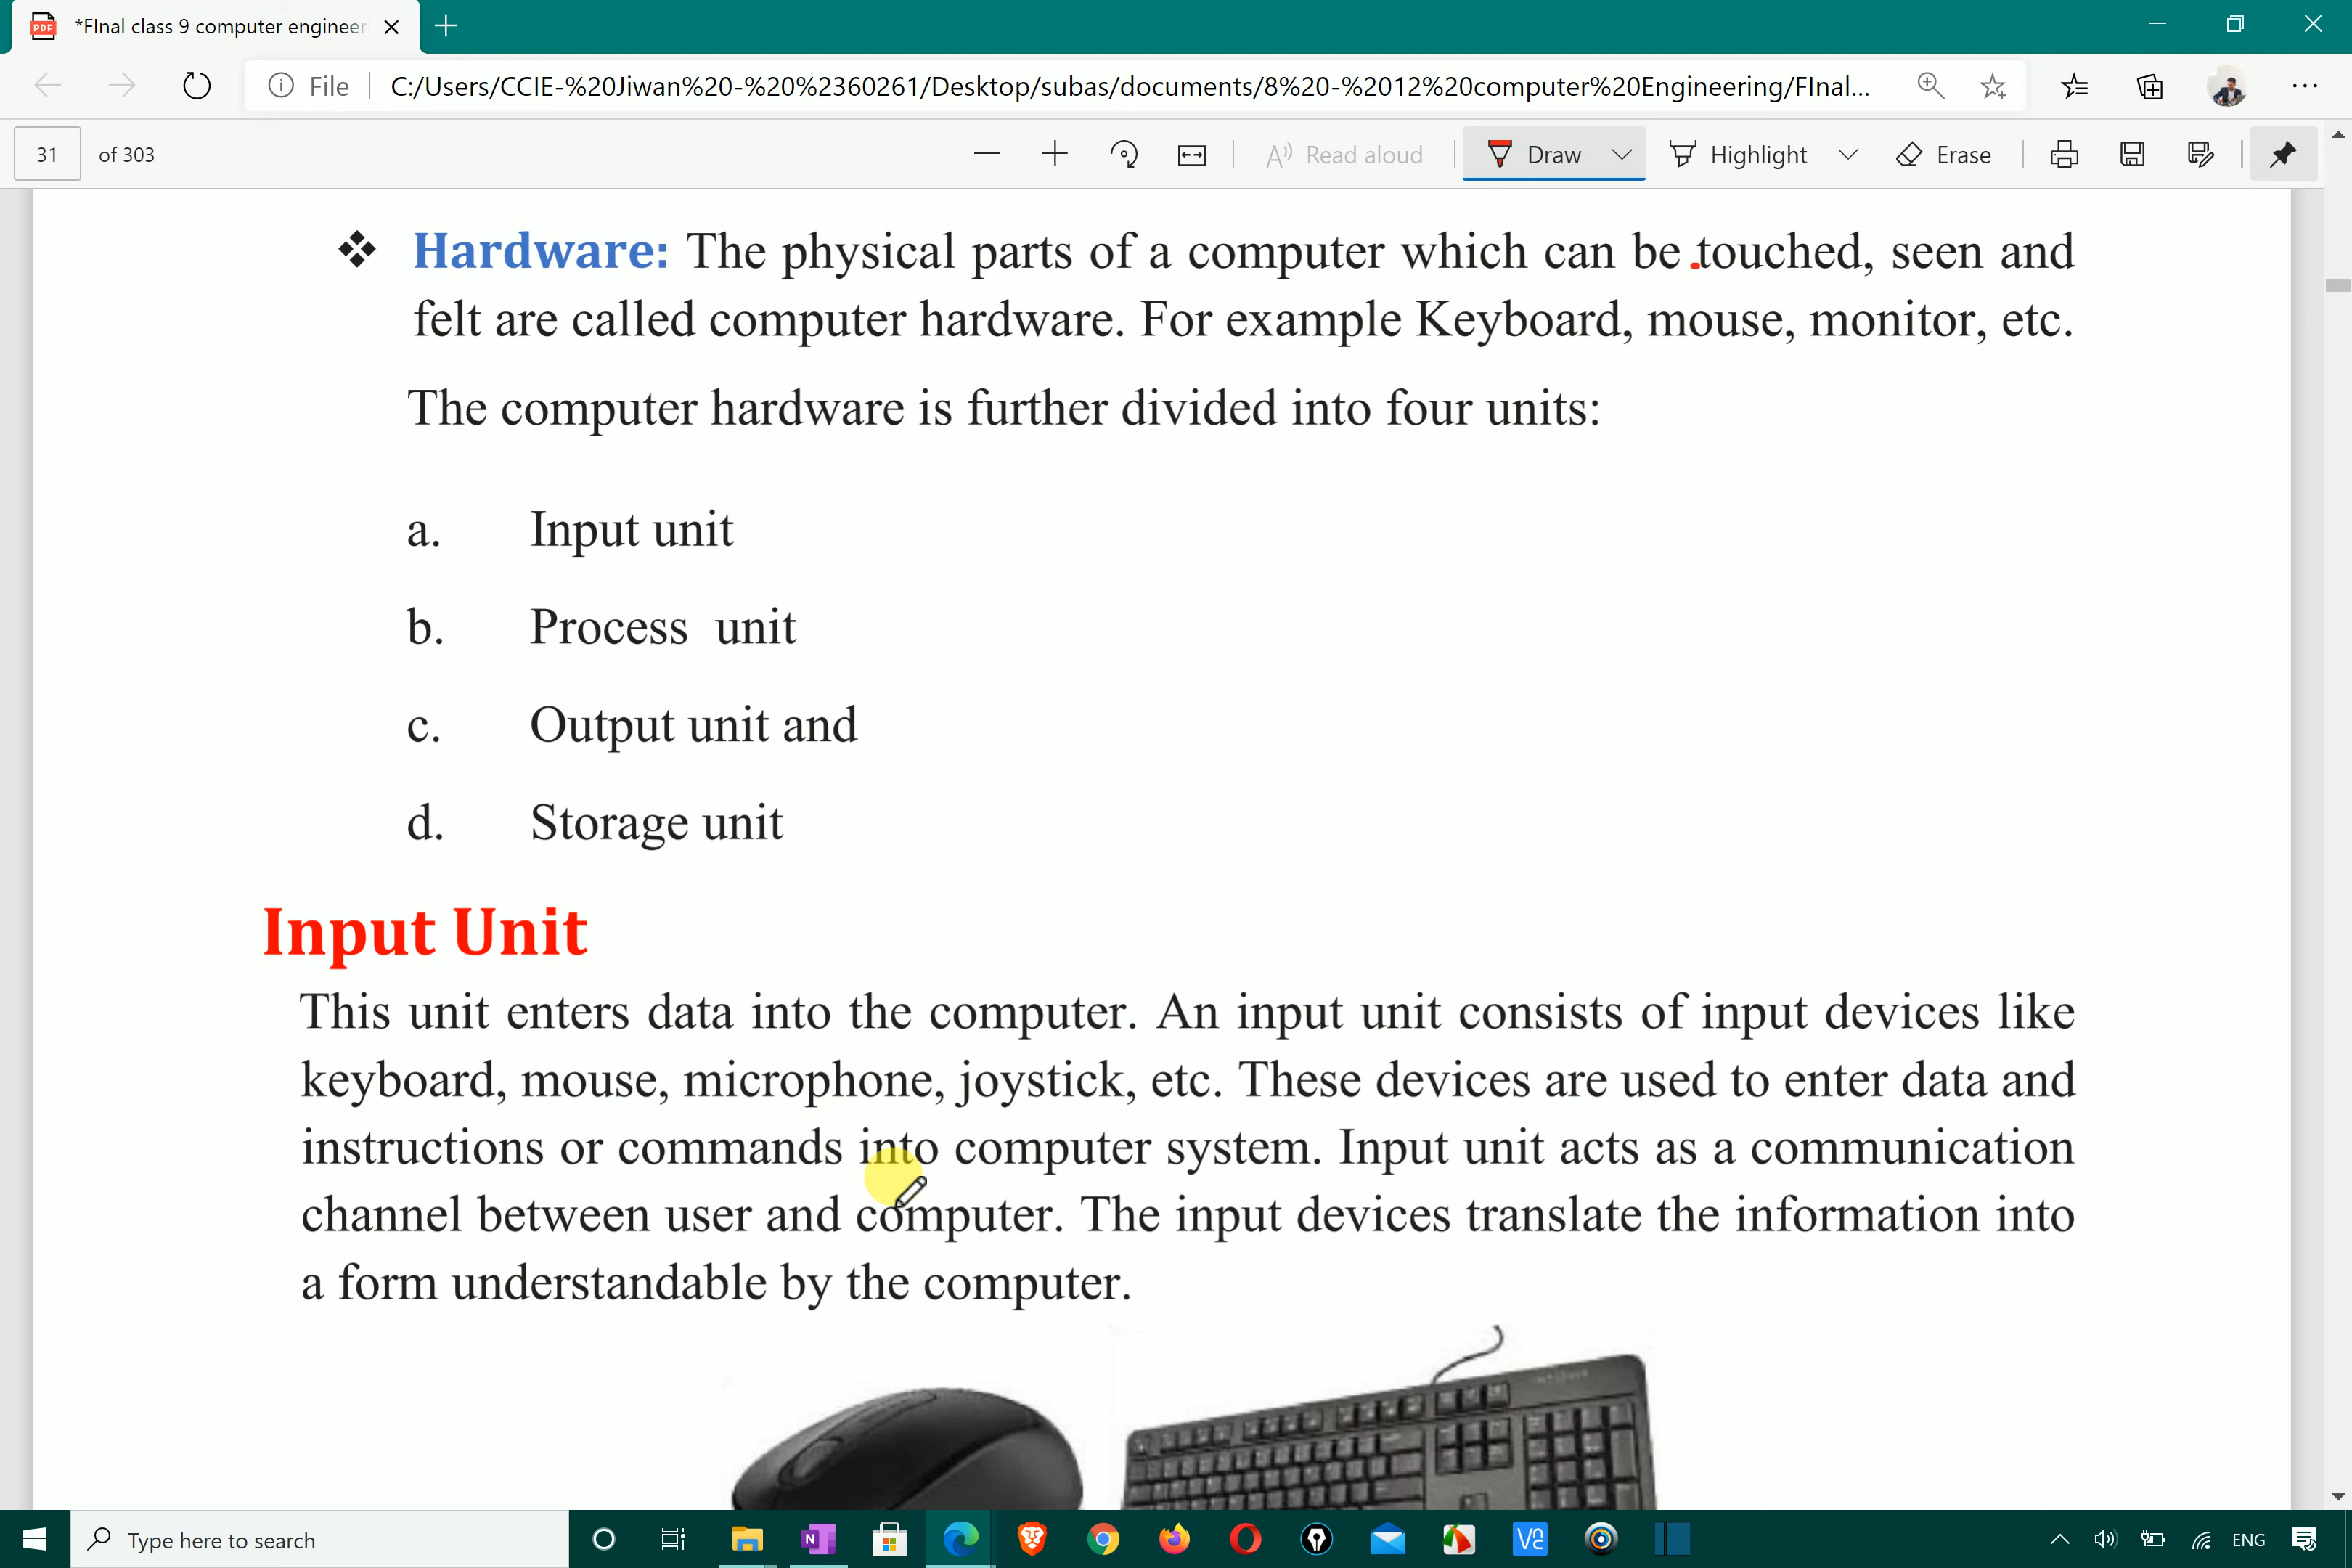 *FInal class 9 computer engineer
File
C:/Users/CCIE-%20Jiwan%20-%20%2360261/Desktop/subas/documents/8%20-%2012%20computer%20Engineering/FInal...
31 of 303
Read aloud
Draw
Highlight
Erase
❖ Hardware: The physical parts of a computer which can be touched, seen and
felt are called computer hardware. For example Keyboard, mouse, monitor, etc.
The computer hardware is further divided into four units:
a. Input unit
b. Process unit
c. Output unit and
d. Storage unit
Input Unit
This unit enters data into the computer. An input unit consists of input devices like
keyboard, mouse, microphone, joystick, etc. These devices are used to enter data and
instructions or commands into computer system. Input unit acts as a communication
channel between user and computer. The input devices translate the information into
a form understandable by the computer.
Type here to search
ENG